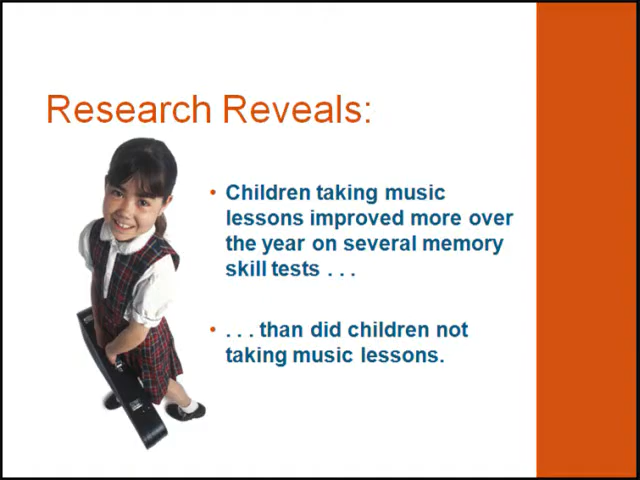 Research Reveals:
• Children taking music
lessons improved more over
the year on several memory
skill tests . . .
• . . . than did children not
taking music lessons.